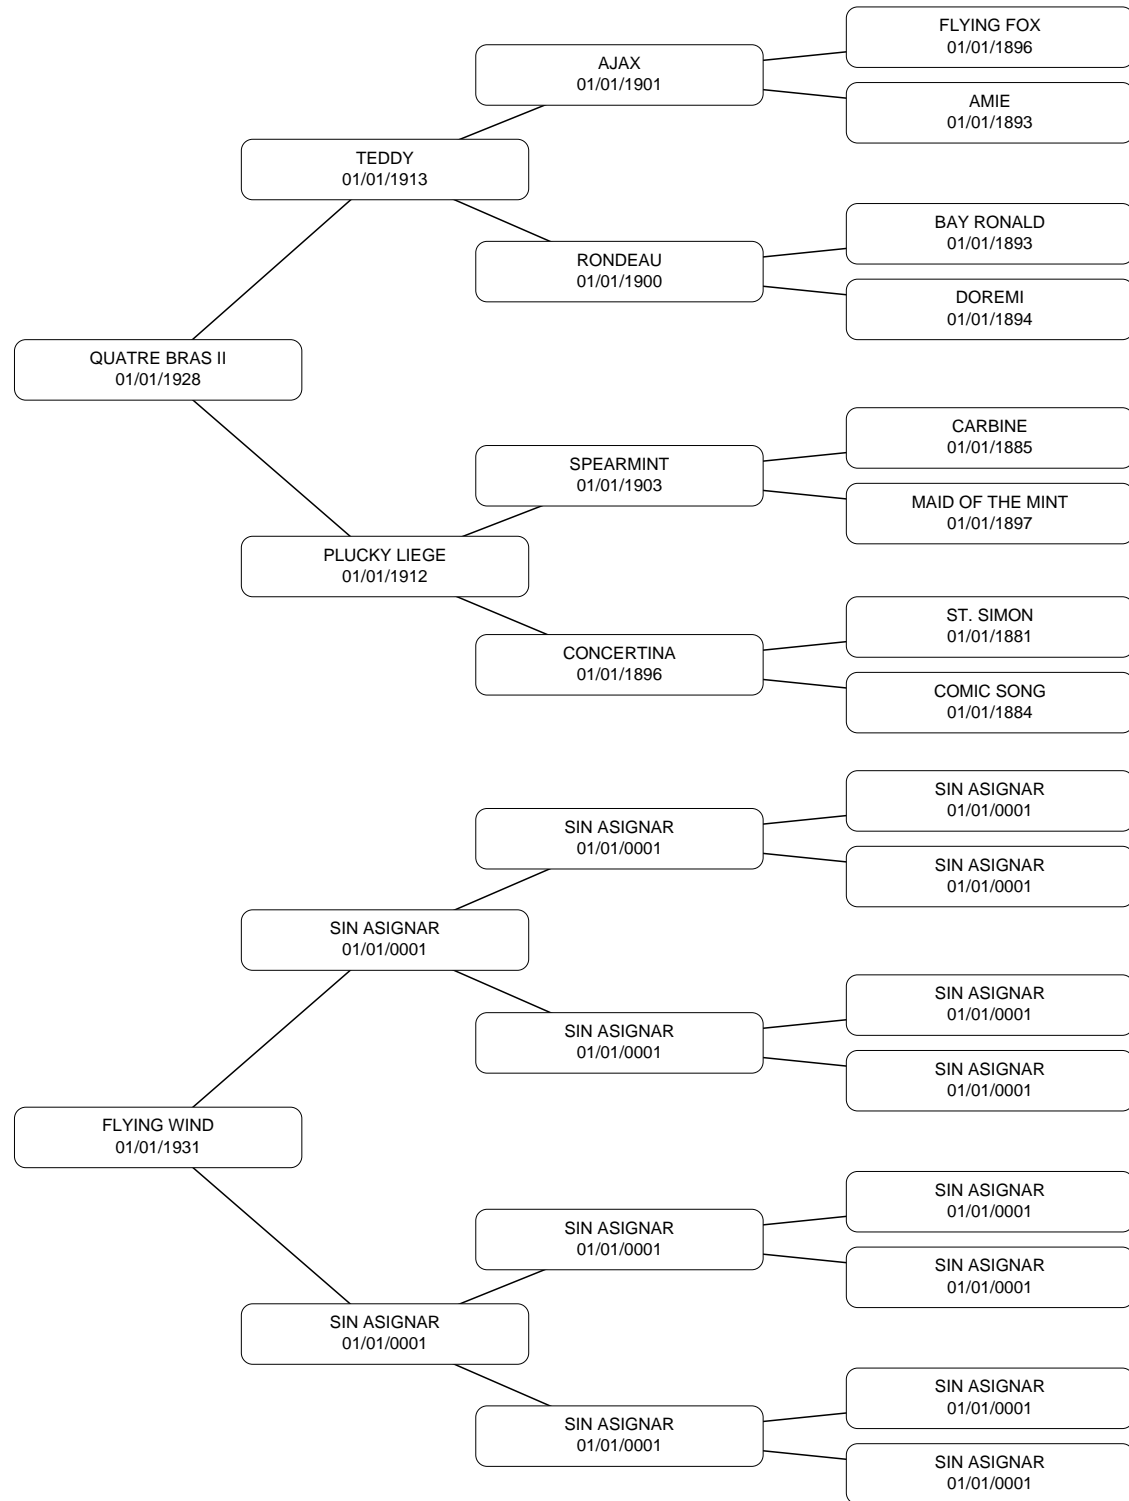 FLYING FOX
01/01/1896
AJAX
01/01/1901
AMIE
01/01/1893
TEDDY
01/01/1913
BAY RONALD
01/01/1893
RONDEAU
01/01/1900
DOREMI
01/01/1894
QUATRE BRAS II
01/01/1928
CARBINE
01/01/1885
SPEARMINT
01/01/1903
MAID OF THE MINT
01/01/1897
PLUCKY LIEGE
01/01/1912
ST. SIMON
01/01/1881
CONCERTINA
01/01/1896
COMIC SONG
01/01/1884
SIN ASIGNAR
01/01/0001
SIN ASIGNAR
01/01/0001
SIN ASIGNAR
01/01/0001
SIN ASIGNAR
01/01/0001
SIN ASIGNAR
01/01/0001
SIN ASIGNAR
01/01/0001
SIN ASIGNAR
01/01/0001
FLYING WIND
01/01/1931
SIN ASIGNAR
01/01/0001
SIN ASIGNAR
01/01/0001
SIN ASIGNAR
01/01/0001
SIN ASIGNAR
01/01/0001
SIN ASIGNAR
01/01/0001
SIN ASIGNAR
01/01/0001
SIN ASIGNAR
01/01/0001